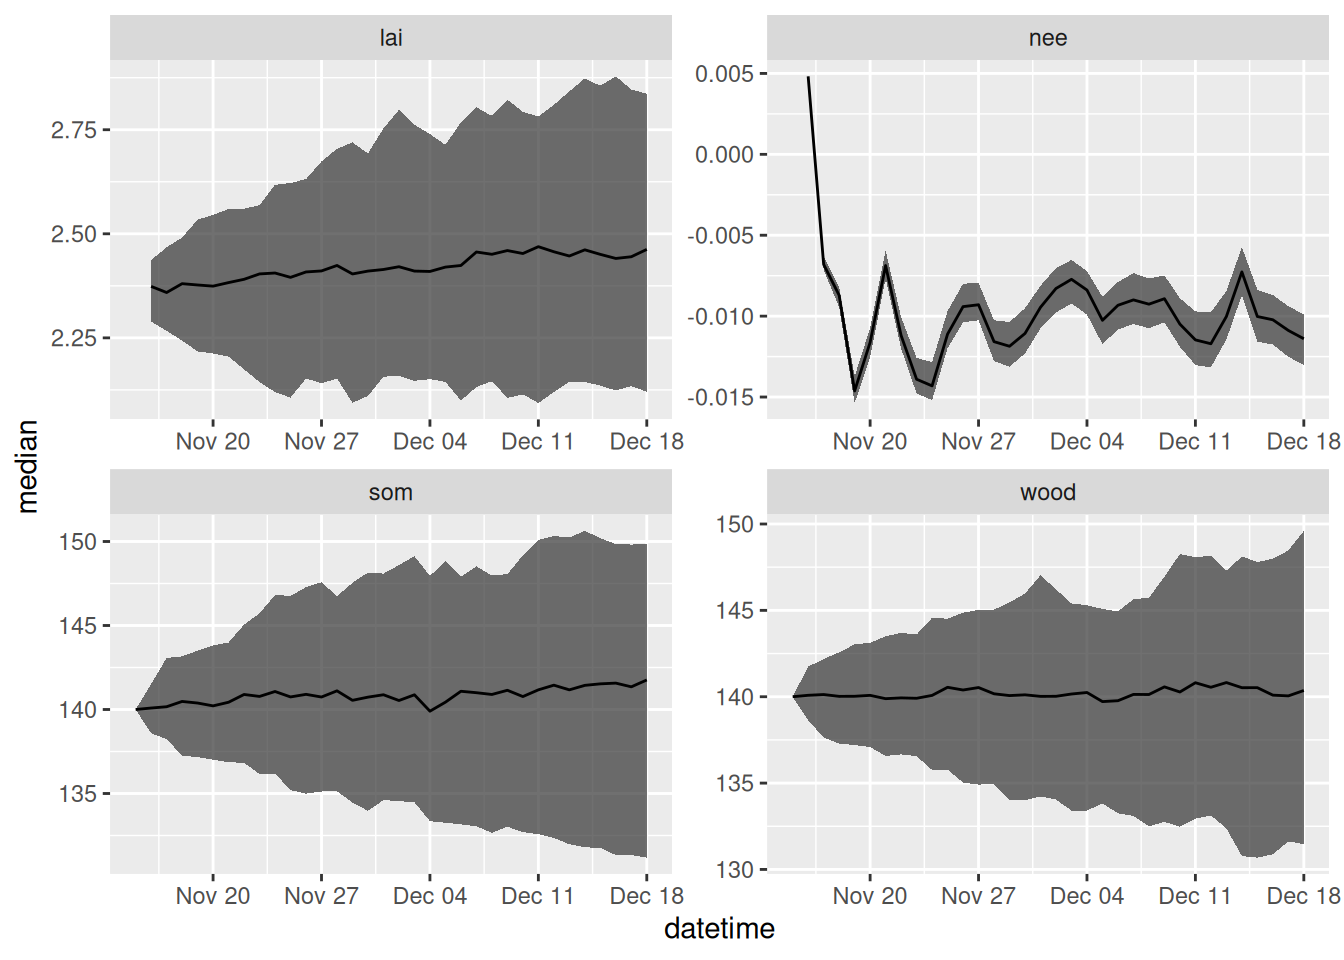 lai
nee
2.75
2.50
2.25
0.005
0.000
-0.005
-0.010
-0.015
Nov 20 Nov 27 Dec 04 Dec 11 Dec 18
Nov 20 Nov 27 Dec 04 Dec 11 Dec 18
median
som
wood
150
145
140
135
150
145
140
135
130
Nov 20 Nov 27 Dec 04 Dec 11 Dec 18
Nov 20 Nov 27 Dec 04 Dec 11 Dec 18
datetime